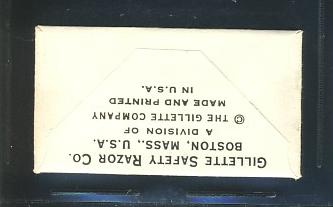 GILLETTE SAFETY RAZOR CO.
BOSTON, MASS., U.S.A.
A DIVISION OF
© THE GILLETTE COMPANY
MADE AND PRINTED
IN U.S.A.